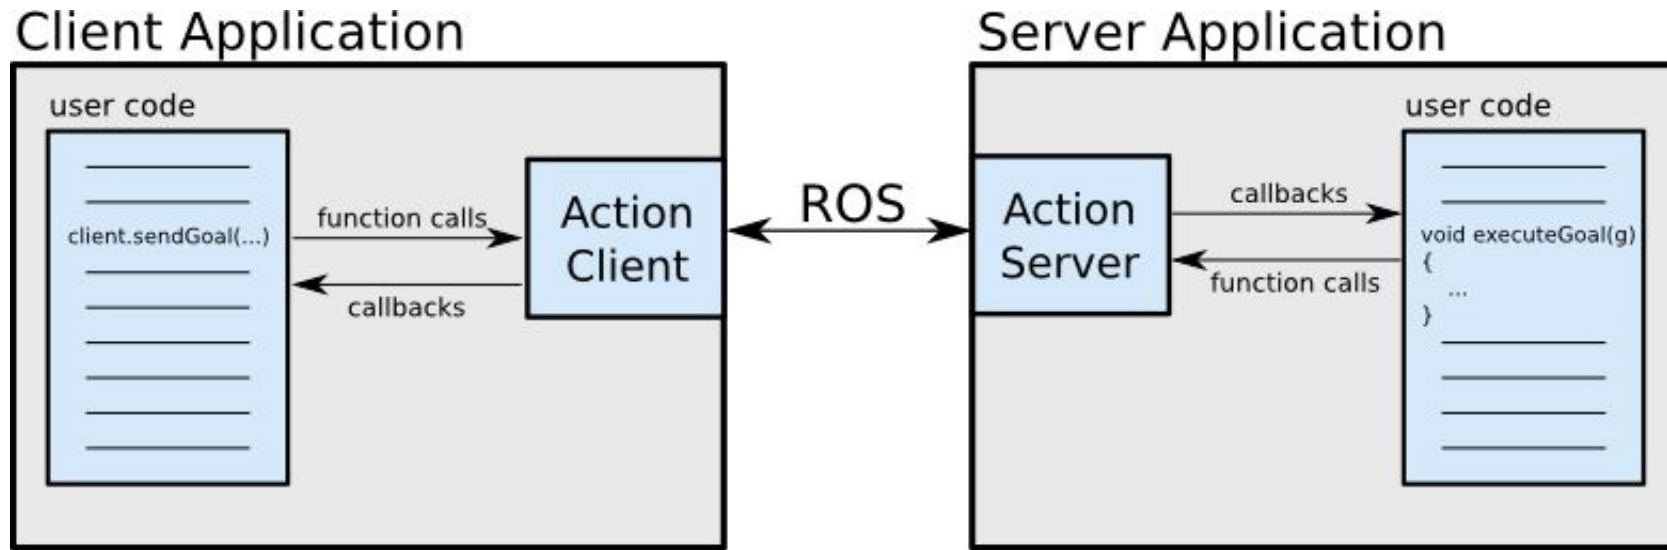 Client Application
user code
client.sendGoal(...)
function calls
callbacks
Action
Client
ROS
Server Application
Action
Server
callbacks
function calls
user code
void executeGoal(g)
{
...
}